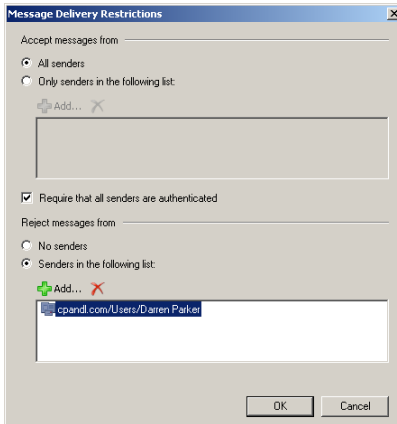 Message Delivery Restrictions
Accept messages from
All senders
Only senders in the following list:
Add...
Require that all senders are authenticated
Reject messages from
No senders
Senders in the following list:
Add...
cpandl.com/Users/Darren Parker
OK Cancel